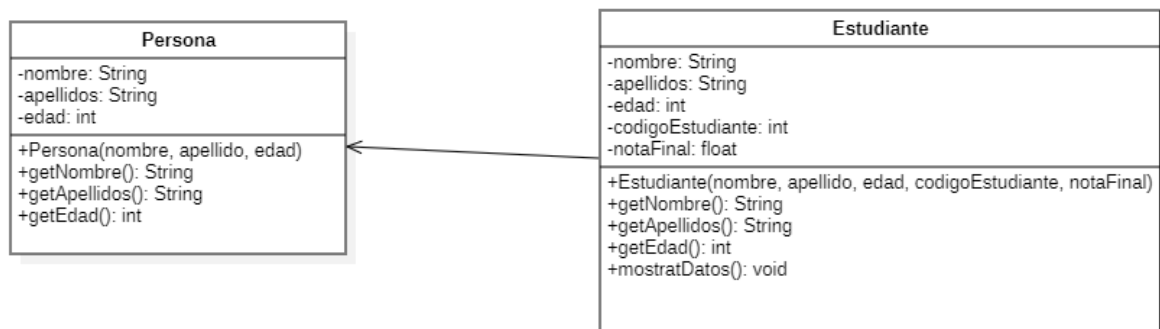 Persona
-nombre: String
-apellidos: String
-edad: int
+Persona(nombre, apellido, edad)
+getNombre(): String
+getApellidos(): String
+getEdad(): int
Estudiante
-nombre: String
-apellidos: String
-edad: int
-codigoEstudiante: int
-notaFinal: float
+Estudiante(nombre, apellido, edad, codigoEstudiante, notaFinal)
+getNombre(): String
+getApellidos(): String
+getEdad(): int
+mostratDatos(): void